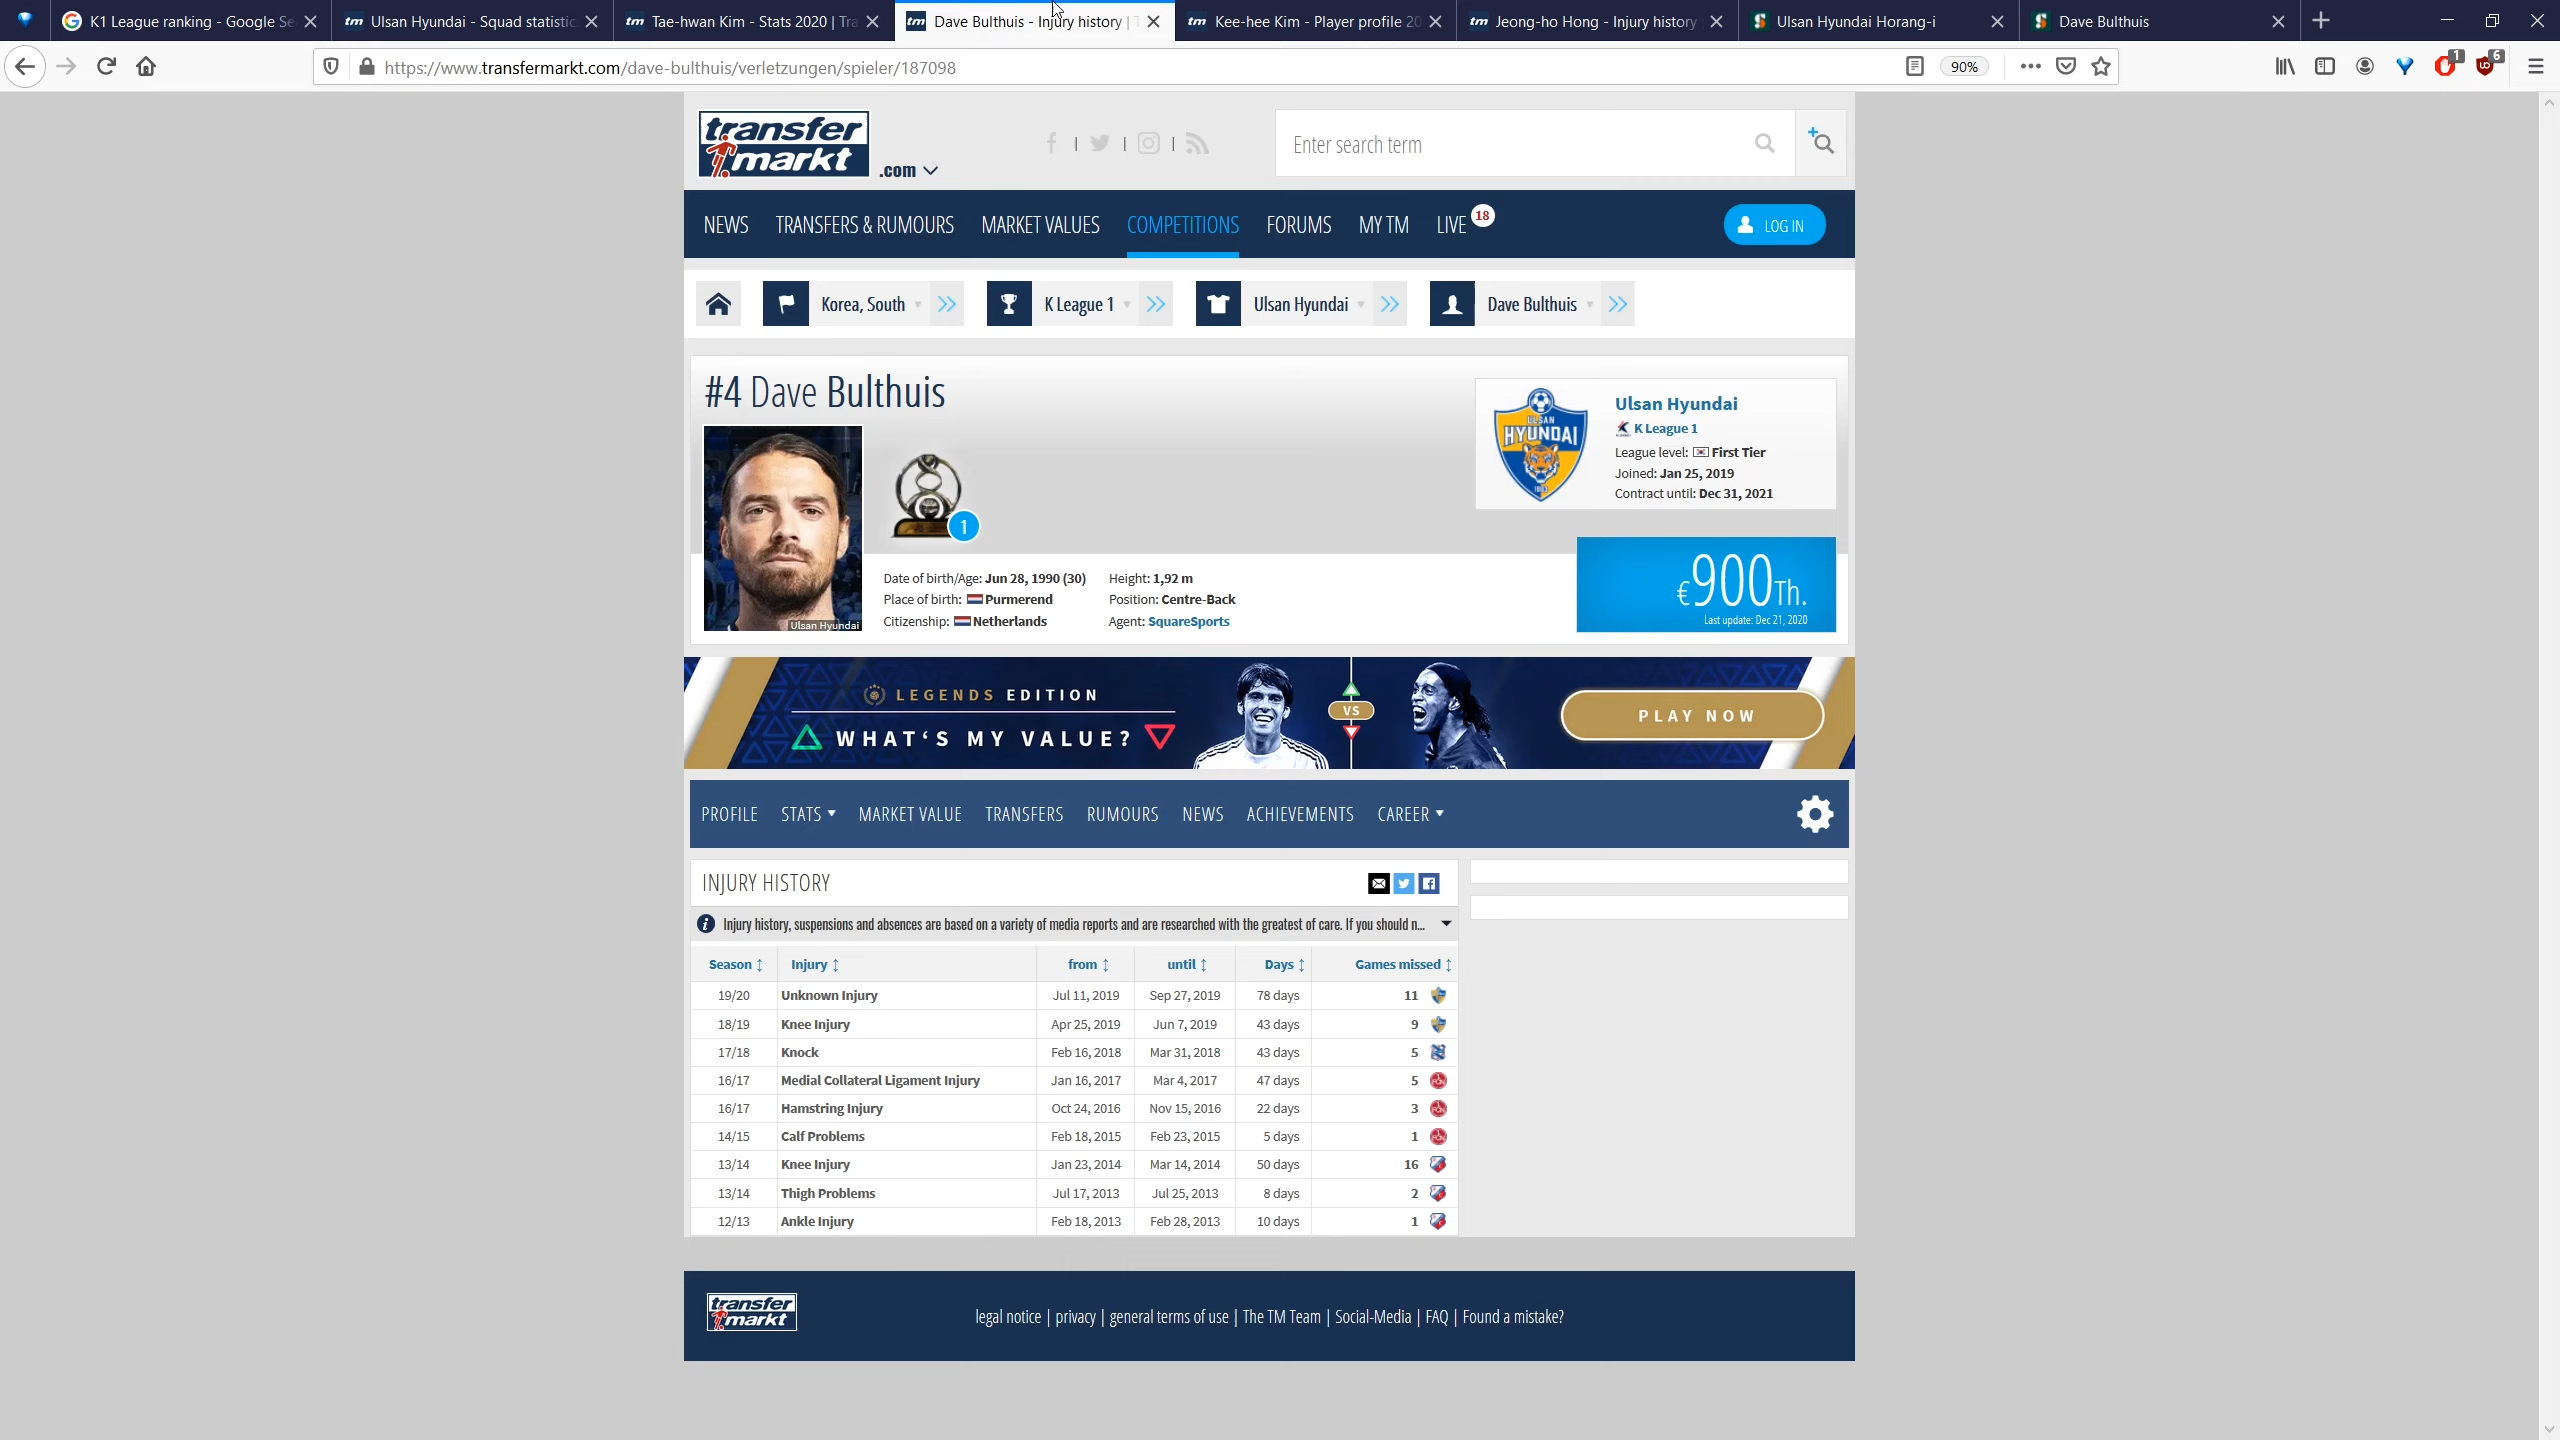 K1 League ranking - Google Se
Ulsan Hyundai - Squad statistic
Tae-hwan Kim - Stats 2020 | Tra
Dave Bulthuis - Injury history | T
Kee-hee Kim - Player profile 20
Jeong-ho Hong - Injury history
Ulsan Hyundai Horang-i
Dave Bulthuis
https://www.transfermarkt.com/dave-bulthuis/verletzungen/spieler/187098
90%
1
6
transfer
markt
.com
Enter search term
NEWS TRANSFERS & RUMOURS MARKET VALUES COMPETITIONS FORUMS MY TM LIVE 18 LOG IN
Korea, South K League 1 Ulsan Hyundai Dave Bulthuis
#4 Dave Bulthuis
Ulsan Hyundai
1
ULSAN
HYUNDAI
Ulsan Hyundai
K League 1
League level: First Tier
Joined: Jan 25, 2019
Contract until: Dec 31, 2021
Date of birth/Age: Jun 28, 1990 (30)
Place of birth: Purmerend
Citizenship: Netherlands
Height: 1,92 m
Position: Centre-Back
Agent: SquareSports
€900Th.
Last update: Dec 21, 2020
LEGENDS EDITION
WHAT'S MY VALUE?
VS
PLAY NOW
PROFILE STATS MARKET VALUE TRANSFERS RUMOURS NEWS ACHIEVEMENTS CAREER
INJURY HISTORY
Injury history, suspensions and absences are based on a variety of media reports and are researched with the greatest of care. If you should n...
Season Injury from until Days Games missed
19/20 Unknown Injury Jul 11, 2019 Sep 27, 2019 78 days 11
18/19 Knee Injury Apr 25, 2019 Jun 7, 2019 43 days 9
17/18 Knock Feb 16, 2018 Mar 31, 2018 43 days 5
16/17 Medial Collateral Ligament Injury Jan 16, 2017 Mar 4, 2017 47 days 5
16/17 Hamstring Injury Oct 24, 2016 Nov 15, 2016 22 days 3
14/15 Calf Problems Feb 18, 2015 Feb 23, 2015 5 days 1
13/14 Knee Injury Jan 23, 2014 Mar 14, 2014 50 days 16
13/14 Thigh Problems Jul 17, 2013 Jul 25, 2013 8 days 2
12/13 Ankle Injury Feb 18, 2013 Feb 28, 2013 10 days 1
transfer
markt
legal notice | privacy | general terms of use | The TM Team | Social-Media | FAQ | Found a mistake?